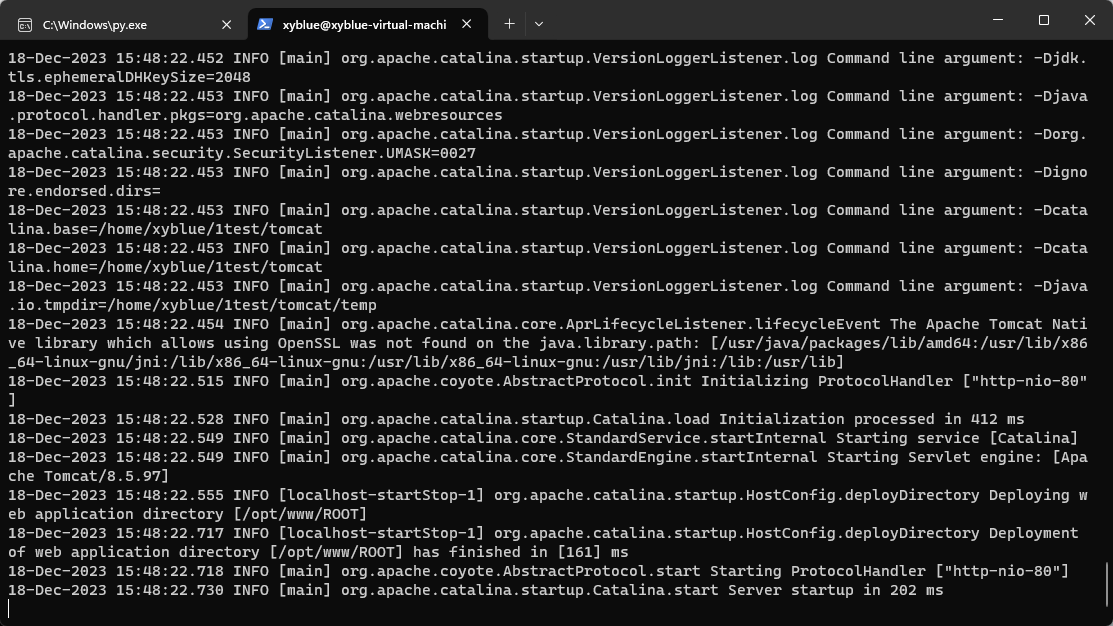 C:\Windows\py.exe
xyblue@xyblue-virtual-machi
18-Dec-2023 15:48:22.452 INFO [main] org.apache.catalina.startup.VersionLoggerListener.log Command line argument: -Djdk.
tls.ephemeralDHKeySize=2048
18-Dec-2023 15:48:22.453 INFO [main] org.apache.catalina.startup.VersionLoggerListener.log Command line argument: -Djava
.protocol.handler.pkgs=org.apache.catalina.webresources
18-Dec-2023 15:48:22.453 INFO [main] org.apache.catalina.startup.VersionLoggerListener.log Command line argument: -Dorg.
apache.catalina.security.SecurityListener.UMASK=0027
18-Dec-2023 15:48:22.453 INFO [main] org.apache.catalina.startup.VersionLoggerListener.log Command line argument: -Digno
re.endorsed.dirs=
18-Dec-2023 15:48:22.453 INFO [main] org.apache.catalina.startup.VersionLoggerListener.log Command line argument: -Dcata
lina.base=/home/xyblue/1test/tomcat
18-Dec-2023 15:48:22.453 INFO [main] org.apache.catalina.startup.VersionLoggerListener.log Command line argument: -Dcata
lina.home=/home/xyblue/1test/tomcat
18-Dec-2023 15:48:22.453 INFO [main] org.apache.catalina.startup.VersionLoggerListener.log Command line argument: -Djava
.io.tmpdir=/home/xyblue/1test/tomcat/temp
18-Dec-2023 15:48:22.454 INFO [main] org.apache.catalina.core.AprLifecycleListener.lifecycleEvent The Apache Tomcat Nati
ve library which allows using OpenSSL was not found on the java.library.path: [/usr/java/packages/lib/amd64:/usr/lib/x86
_64-linux-gnu/jni:/lib/x86_64-linux-gnu:/usr/lib/x86_64-linux-gnu:/usr/lib/jni:/lib:/usr/lib]
18-Dec-2023 15:48:22.515 INFO [main] org.apache.coyote.AbstractProtocol.init Initializing ProtocolHandler ["http-nio-80"
]
18-Dec-2023 15:48:22.528 INFO [main] org.apache.catalina.startup.Catalina.load Initialization processed in 412 ms
18-Dec-2023 15:48:22.549 INFO [main] org.apache.catalina.core.StandardService.startInternal Starting service [Catalina]
18-Dec-2023 15:48:22.549 INFO [main] org.apache.catalina.core.StandardEngine.startInternal Starting Servlet engine: [Apa
che Tomcat/8.5.97]
18-Dec-2023 15:48:22.555 INFO [localhost-startStop-1] org.apache.catalina.startup.HostConfig.deployDirectory Deploying w
eb application directory [/opt/www/ROOT]
18-Dec-2023 15:48:22.717 INFO [localhost-startStop-1] org.apache.catalina.startup.HostConfig.deployDirectory Deployment
of web application directory [/opt/www/ROOT] has finished in [161] ms
18-Dec-2023 15:48:22.718 INFO [main] org.apache.coyote.AbstractProtocol.start Starting ProtocolHandler ["http-nio-80"]
18-Dec-2023 15:48:22.730 INFO [main] org.apache.catalina.startup.Catalina.start Server startup in 202 ms